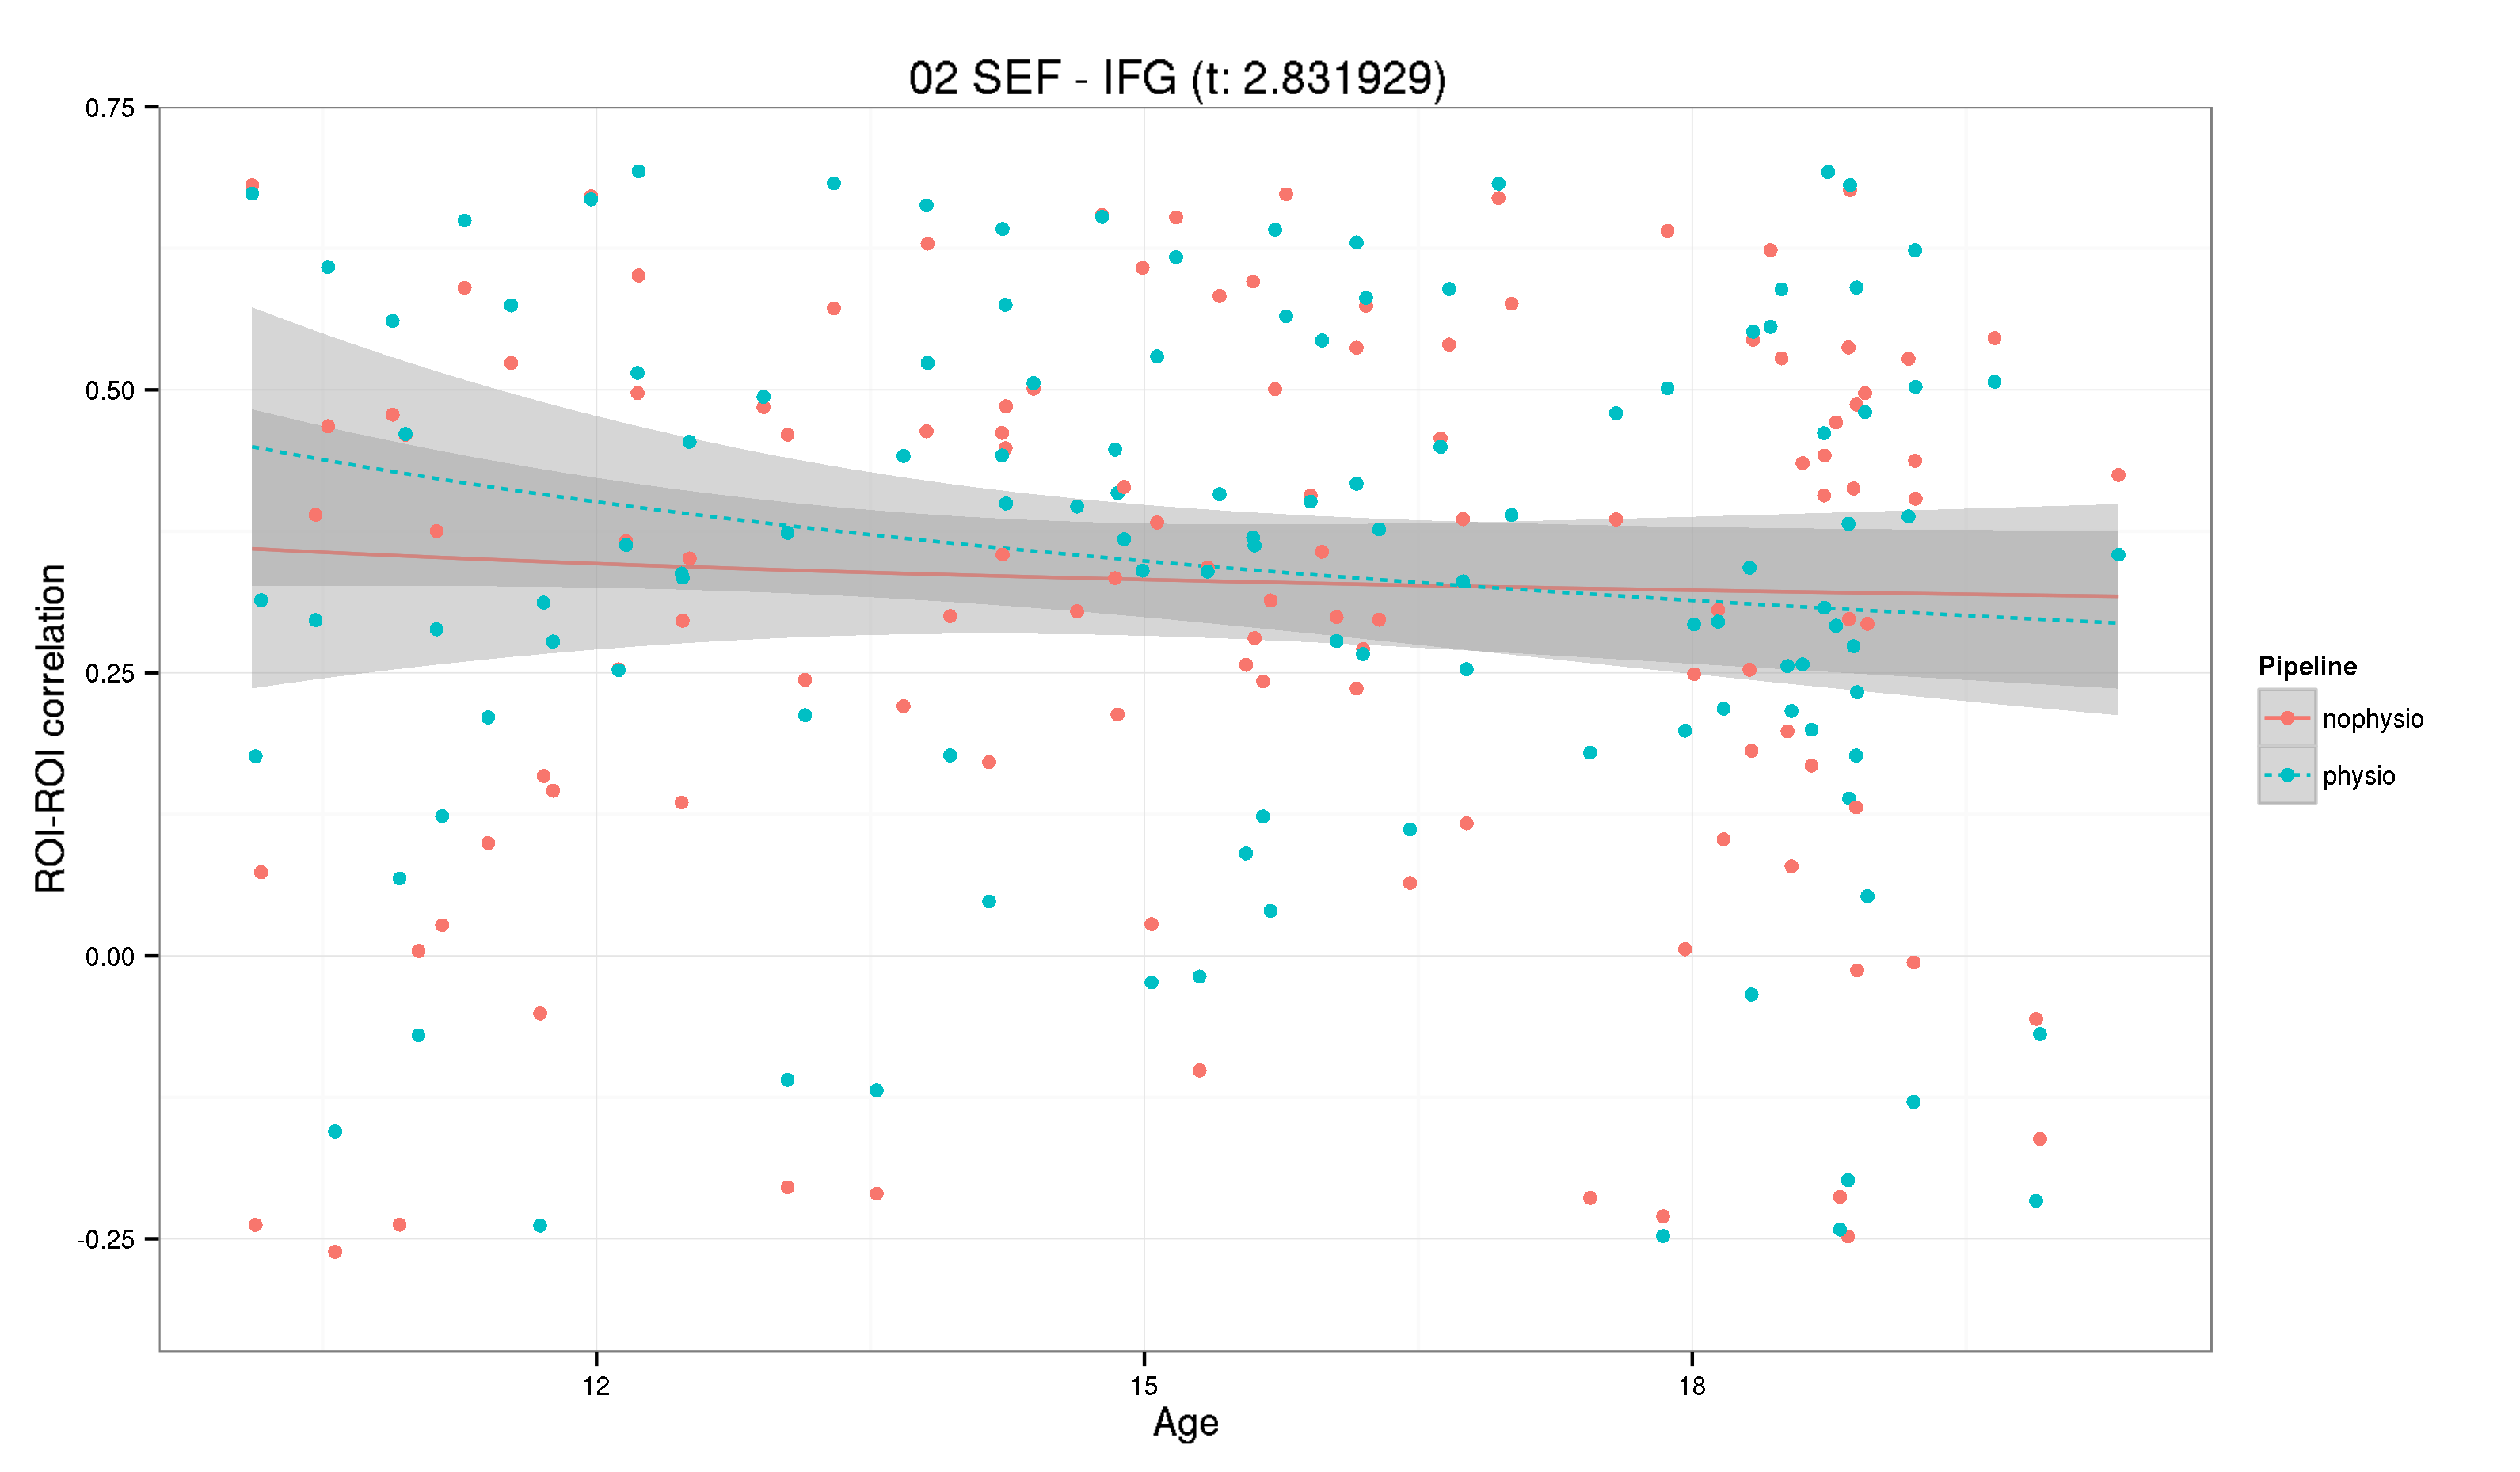 02 SEF - IFG (t: 2.831929)
0.75
0.50
0.25
0.00
-0.25
ROI-ROI correlation
12
15
18
Age
Pipeline
nophysio
physio